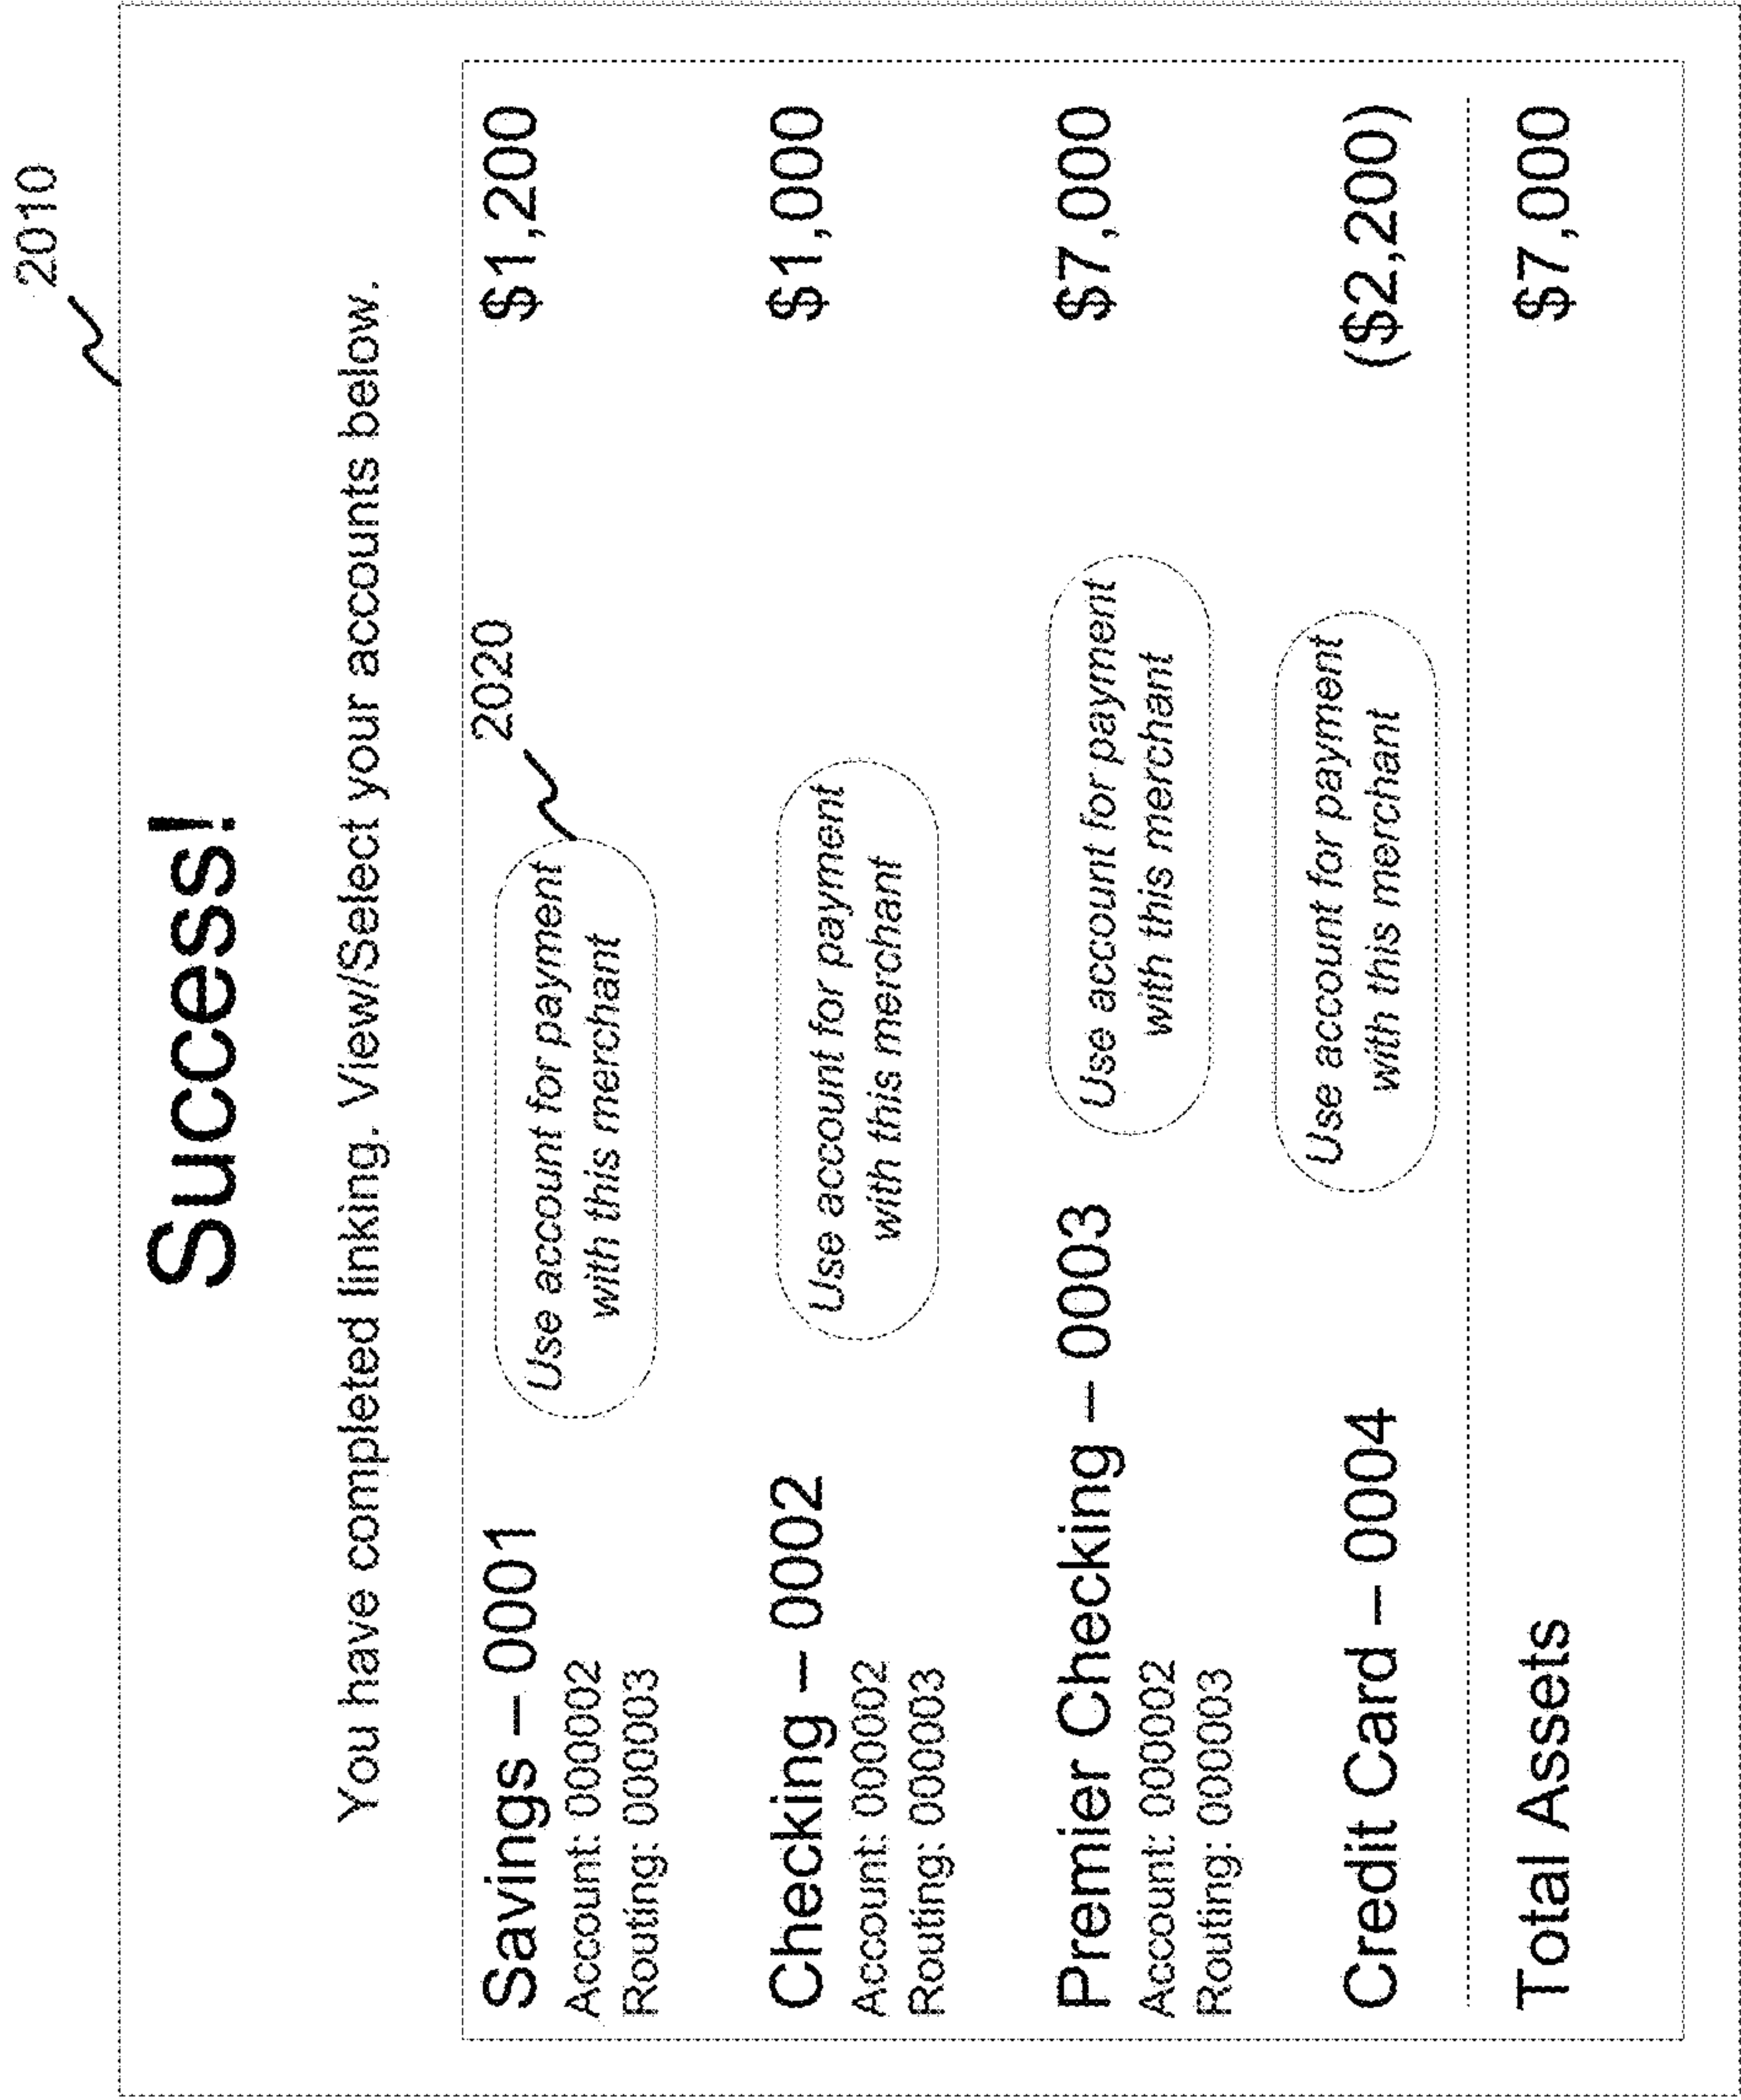 2010
Success!
You have completed linking. View/Select your accounts below.
2020
Savings – 0001
Account: 000002
Routing: 000003
Use account for payment
with this merchant
$1,200
Checking – 0002
Account: 000002
Routing: 000003
Use account for payment
with this merchant
$1,000
Premier Checking – 0003
Account: 000002
Routing: 000003
Use account for payment
with this merchant
$7,000
Credit Card – 0004
Use account for payment
with this merchant
($2,200)
Total Assets
$7,000